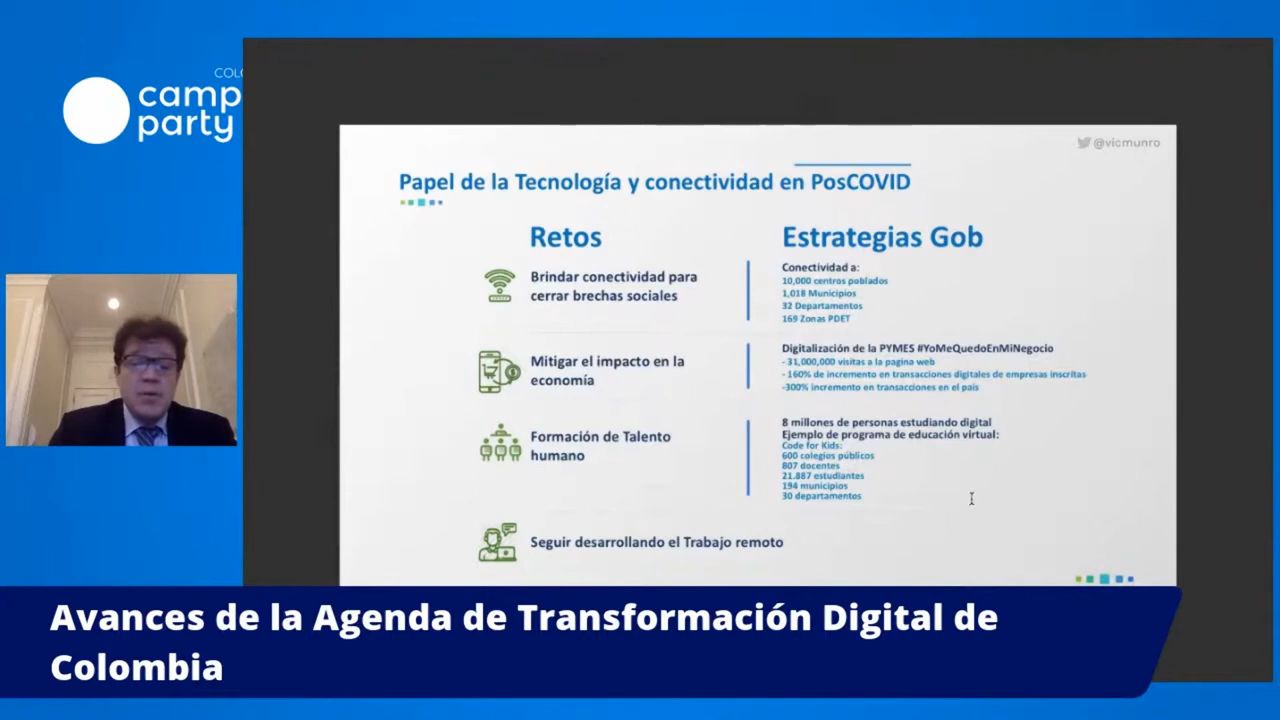 COLO
camp
party
@vicmunro
Papel de la Tecnología y conectividad en PosCOVID
Retos
Estrategias Gob
Brindar conectividad para
cerrar brechas sociales
Conectividad a:
10,000 centros poblados
1,018 Municipios
32 Departamentos
169 Zonas PDET
Mitigar el impacto en la
economía
Digitalización de la PYMES #YoMeQuedoEnMiNegocio
- 31,000,000 visitas a la pagina web
- 160% de incremento en transacciones digitales de empresas inscritas
-300% incremento en transacciones en el país
Formación de Talento
humano
8 millones de personas estudiando digital
Ejemplo de programa de educación virtual:
Code for Kids:
600 colegios públicos
807 docentes
21.887 estudiantes
194 municipios
30 departamentos
Seguir desarrollando el Trabajo remoto
Avances de la Agenda de Transformación Digital de
Colombia